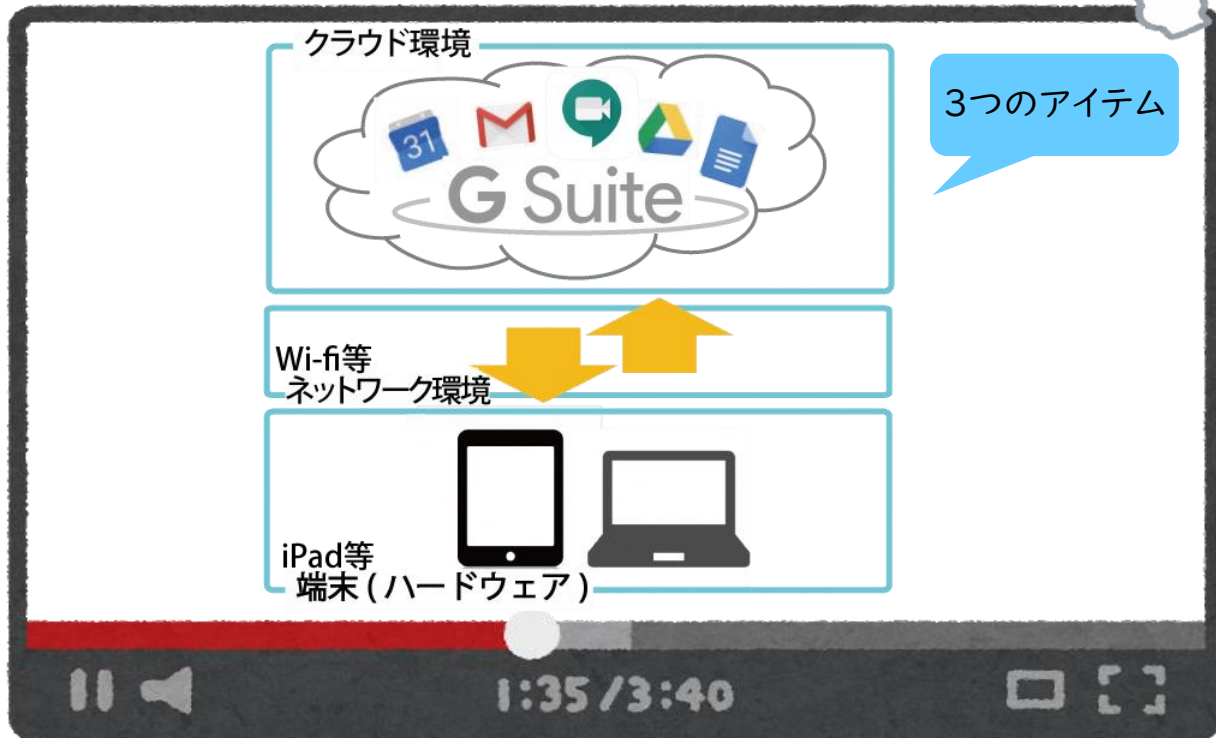 クラウド環境
3つのアイテム
31
G Suite
Wi-fi等
ネットワーク環境
iPad等
端末(ハードウェア)
1:35/3:40